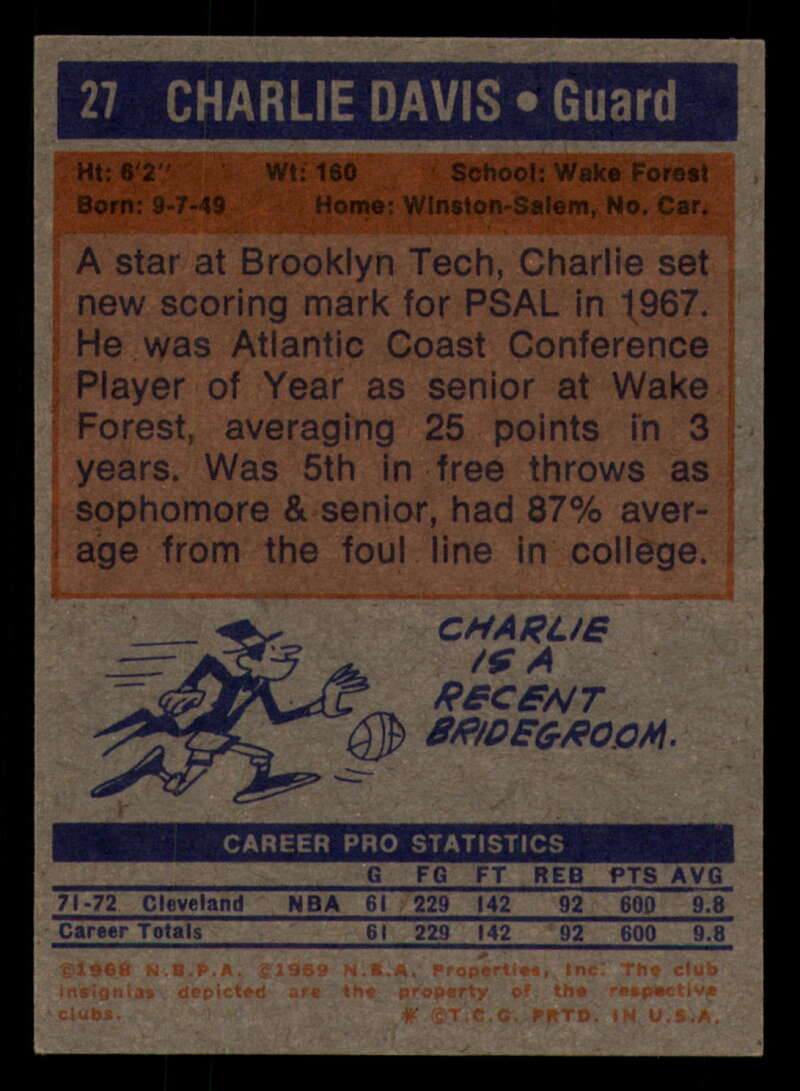 27 CHARLIE DAVIS • Guard
Ht: 6'2" Wt: 160 School: Wake Forest
Born: 9-7-49 Home: Winston-Salem, No. Car.
A star at Brooklyn Tech, Charlie set
new scoring mark for PSAL in 1967.
He was Atlantic Coast Conference
Player of Year as senior at Wake
Forest, averaging 25 points in 3
years. Was 5th in free throws as
sophomore & senior, had 87% aver-
age from the foul line in college.
CHARLIE
IS A
RECENT
BRIDEGROOM.
CAREER PRO STATISTICS
G FG FT REB PTS AVG
71-72 Cleveland NBA 61 229 142 92 600 9.8
Career Totals 61 229 142 92 600 9.8
©1968 N.B.P.A. ©1969 N.B.A. Properties, Inc. The club
insignias depicted are the property of the respective
clubs. * ©T.C.G. PRTD. IN U.S.A.